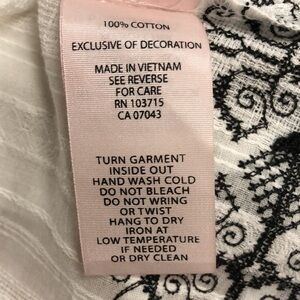 100% COTTON
EXCLUSIVE OF DECORATION
MADE IN VIETNAM
SEE REVERSE
FOR CARE
RN 103715
CA 07043
TURN GARMENT
INSIDE OUT
HAND WASH COLD
DO NOT BLEACH
DO NOT WRING
OR TWIST
HANG TO DRY
IRON AT
LOW TEMPERATURE
IF NEEDED
OR DRY CLEAN